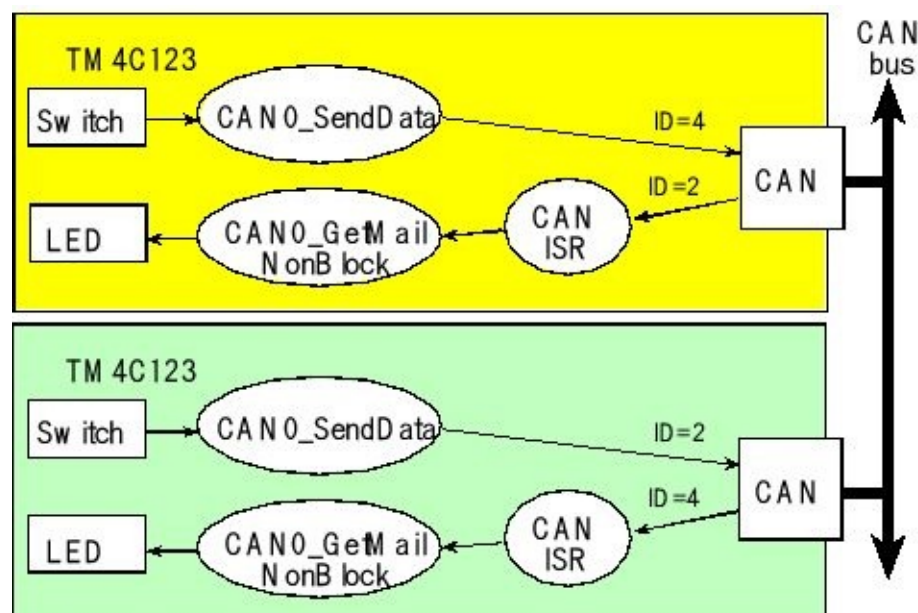 CAN
bus
TM4C123
Switch
CAN0_SendData
ID=4
CAN
ID=2
LED
CAN0_GetMail
NonBlock
CAN
ISR
TM4C123
Switch
CAN0_SendData
ID=2
CAN
ID=4
LED
CAN0_GetMail
NonBlock
CAN
ISR